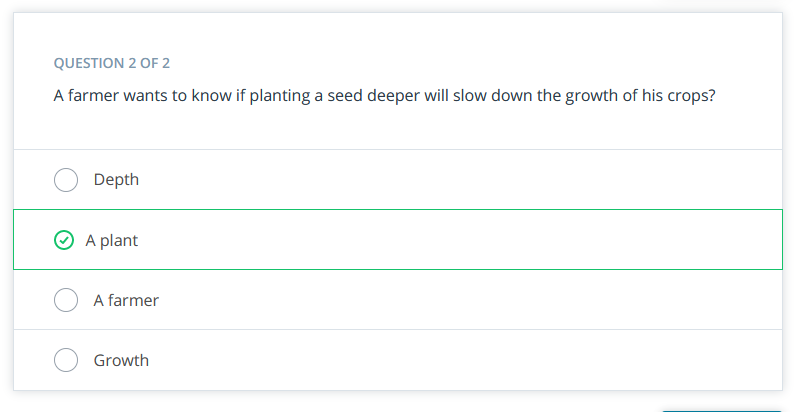 QUESTION 2 OF 2
A farmer wants to know if planting a seed deeper will slow down the growth of his crops?
Depth
A plant
A farmer
Growth